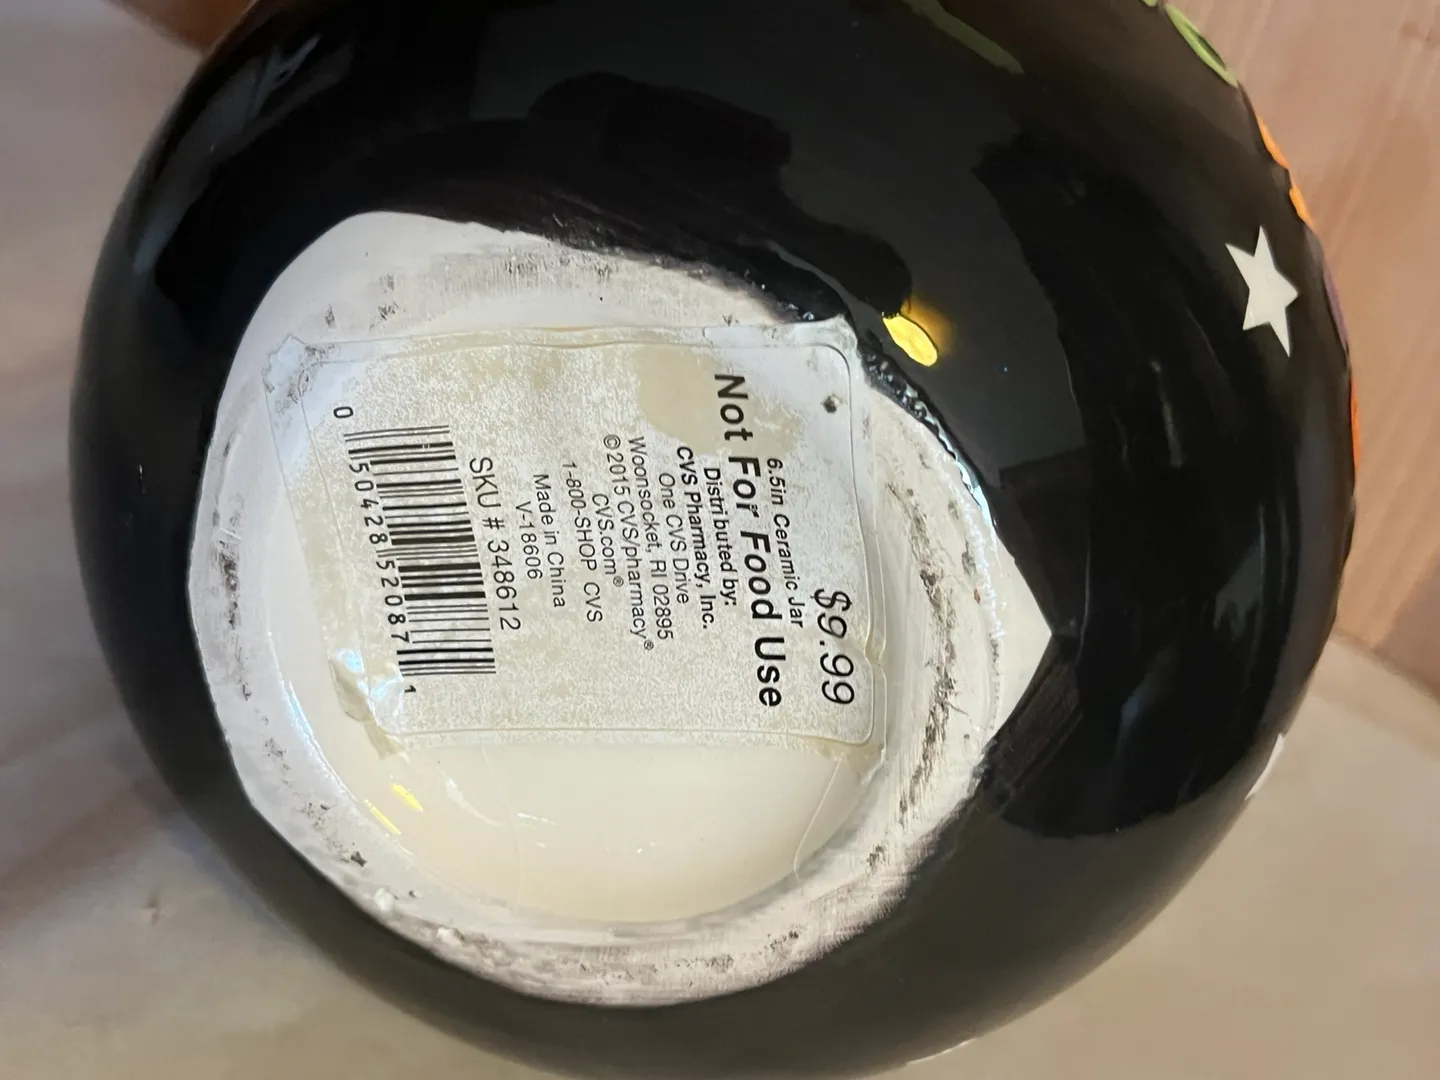 $9.99
6.5in Ceramic Jar
Not For Food Use
Distributed by:
CVS Pharmacy, Inc.
One CVS Drive
Woonsocket, RI 02895
©2015 CVS/pharmacy®
CVS.com®
1-800-SHOP CVS
Made in China
V-18606
SKU # 348612
0 50428 52087 1